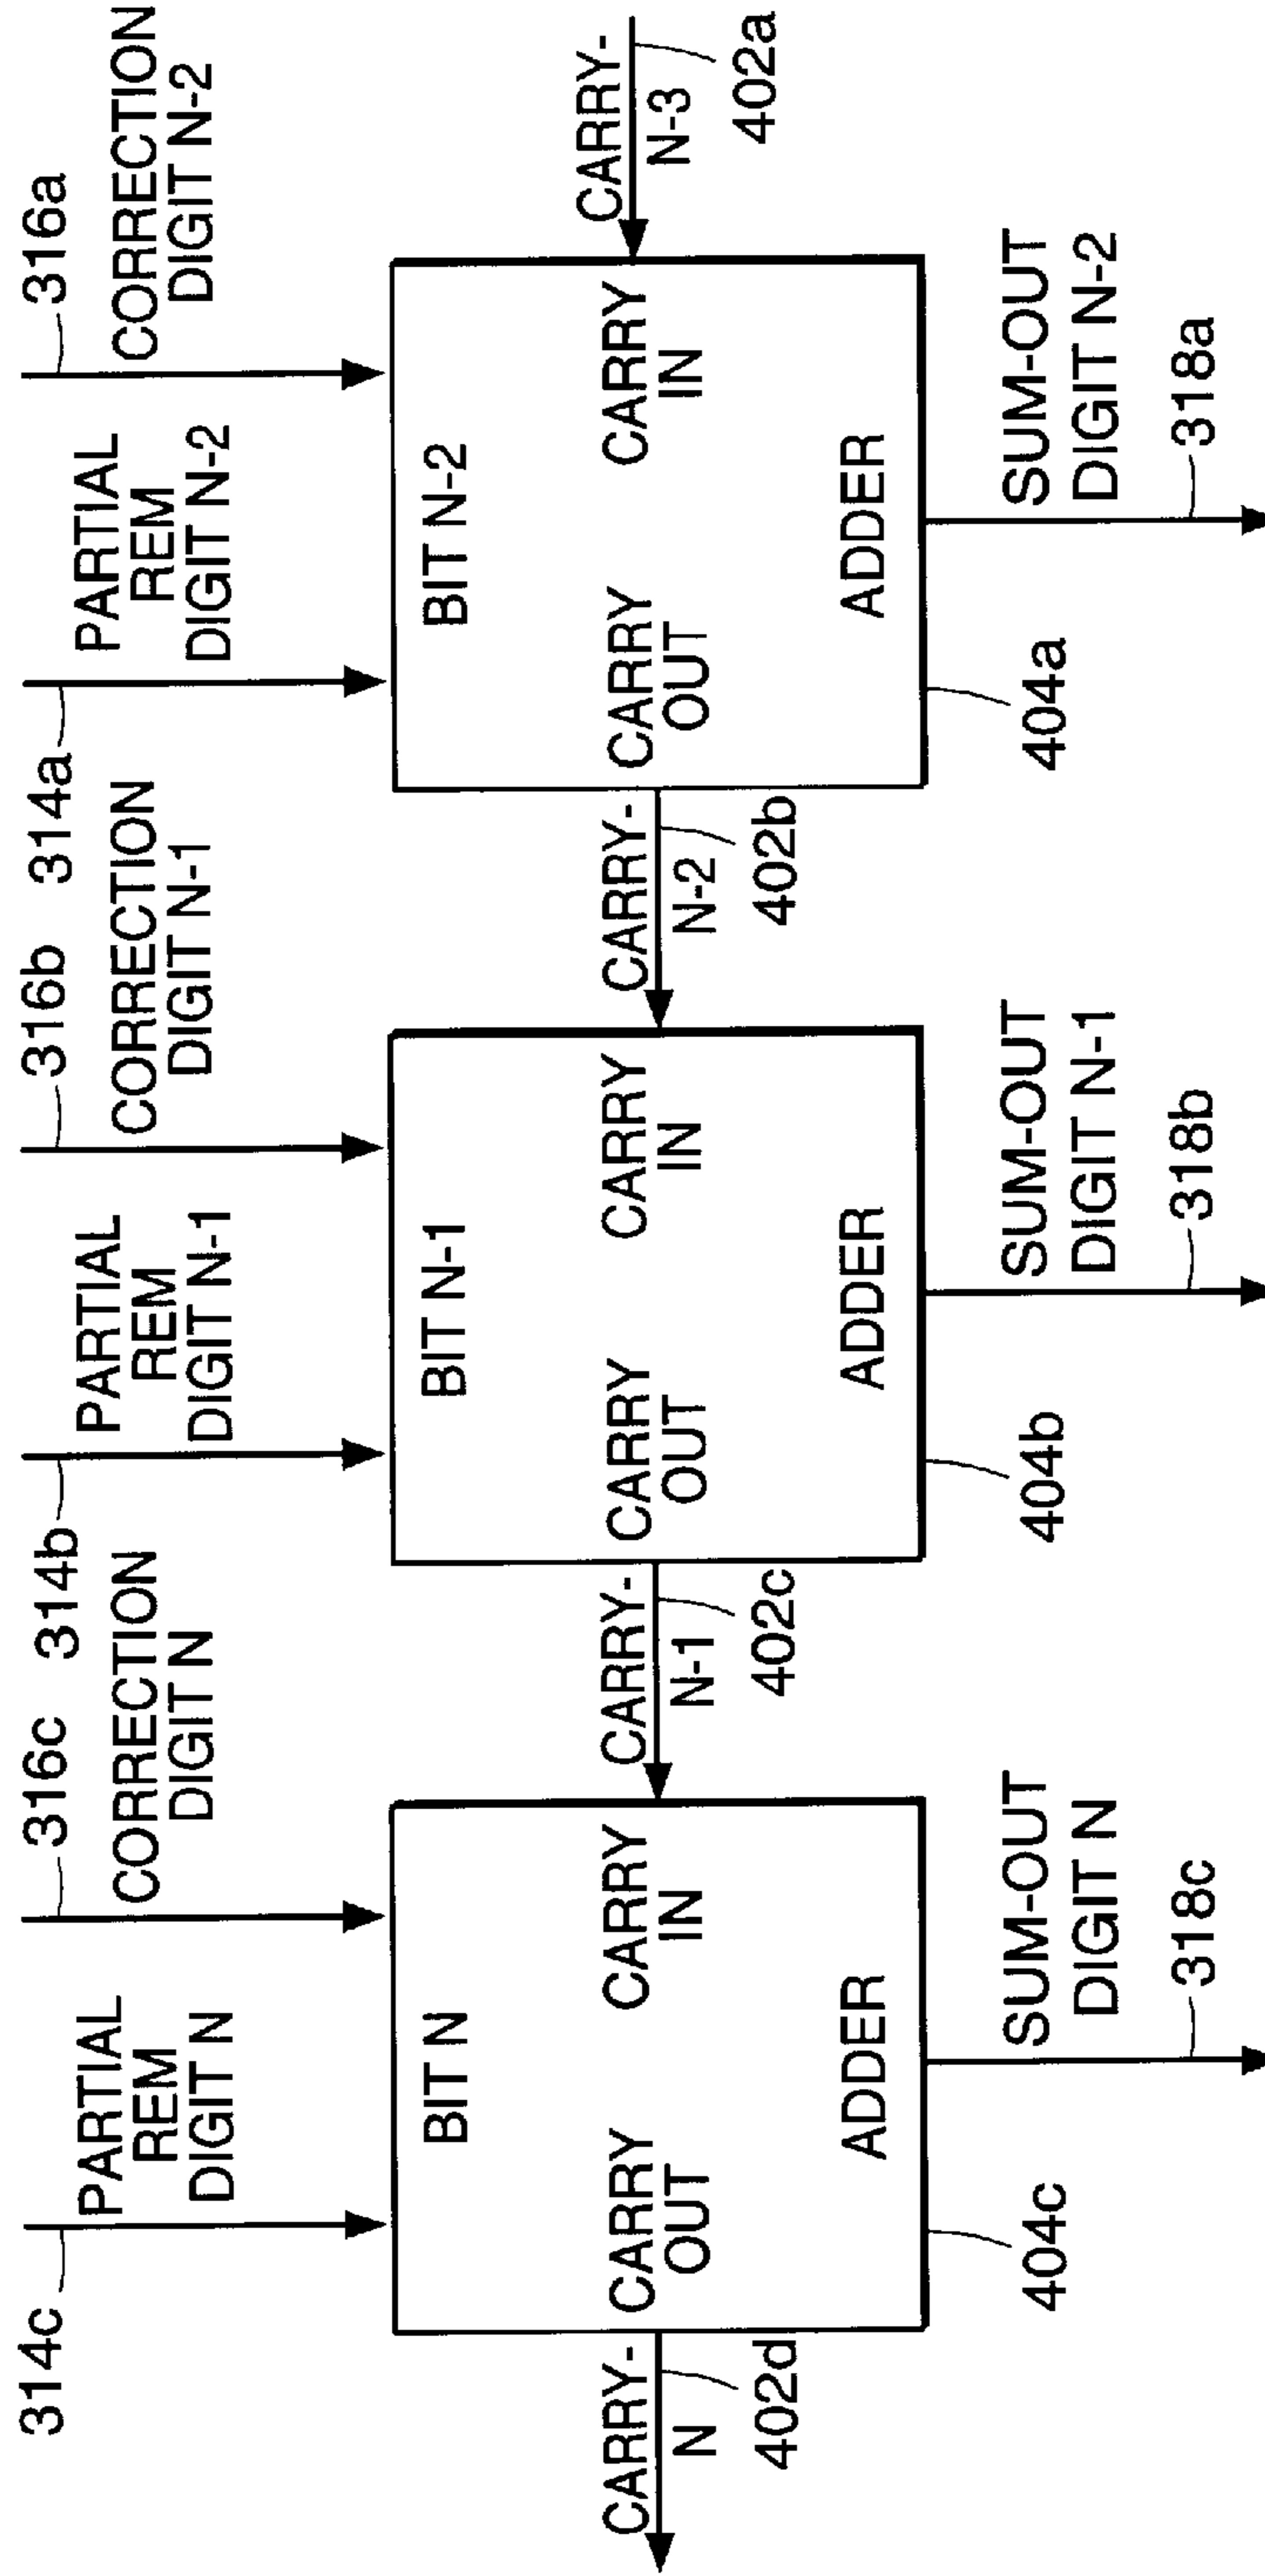 314c
PARTIAL
REM
DIGIT N
316c
CORRECTION
DIGIT N
314b
PARTIAL
REM
DIGIT N-1
316b
CORRECTION
DIGIT N-1
314a
PARTIAL
REM
DIGIT N-2
316a
CORRECTION
DIGIT N-2
CARRY-
N
402d
BIT N
CARRY
OUT
CARRY
IN
ADDER
404c
CARRY-
N-1
402c
BIT N-1
CARRY
OUT
CARRY
IN
ADDER
404b
CARRY-
N-2
402b
BIT N-2
CARRY
OUT
CARRY
IN
ADDER
404a
CARRY-
N-3
402a
SUM-OUT
DIGIT N
318c
SUM-OUT
DIGIT N-1
318b
SUM-OUT
DIGIT N-2
318a